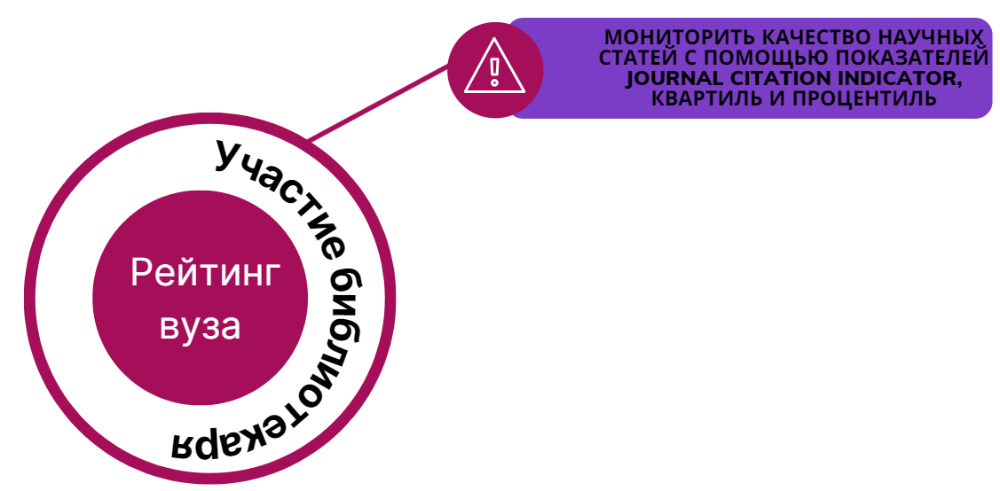 МОНИТОРИТЬ КАЧЕСТВО НАУЧНЫХ
СТАТЕЙ С ПОМОЩЬЮ ПОКАЗАТЕЛЕЙ
JOURNAL CITATION INDICATOR,
КВАРТИЛЬ И ПРОЦЕНТИЛЬ
Участие библиотекаря
Рейтинг
вуза